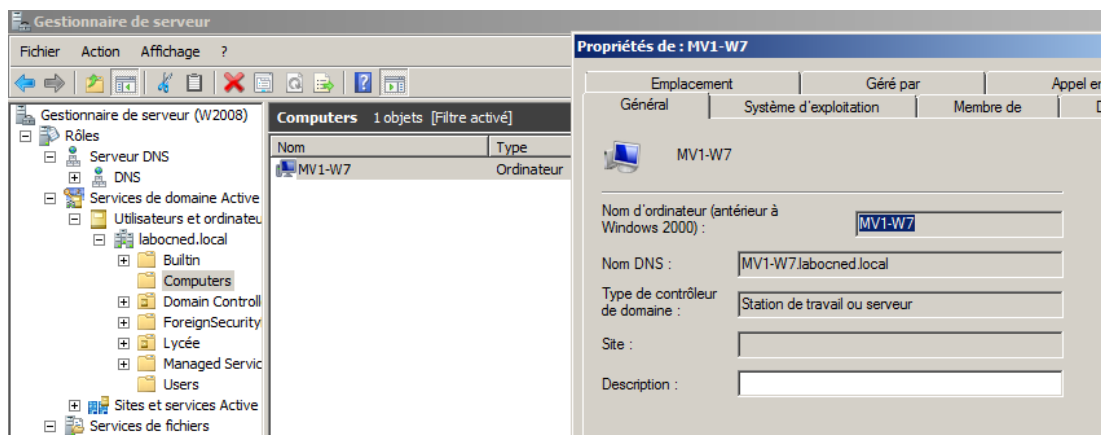 Gestionnaire de serveur
Fichier Action Affichage ?
Gestionnaire de serveur (W2008)
Rôles
Serveur DNS
DNS
Services de domaine Active
Utilisateurs et ordinateu
labocned.local
Builtin
Computers
Domain Controll
ForeignSecurity
Lycée
Managed Servic
Users
Sites et services Active
Services de fichiers
Computers 1 objets [Filtre activé]
Nom Type
MV1-W7 Ordinateur
Propriétés de : MV1-W7
Emplacement Géré par Appel en
Général Système d'exploitation Membre de D
MV1-W7
Nom d'ordinateur (antérieur à
Windows 2000) : MV1-W7
Nom DNS : MV1-W7.labocned.local
Type de contrôleur
de domaine : Station de travail ou serveur
Site :
Description :